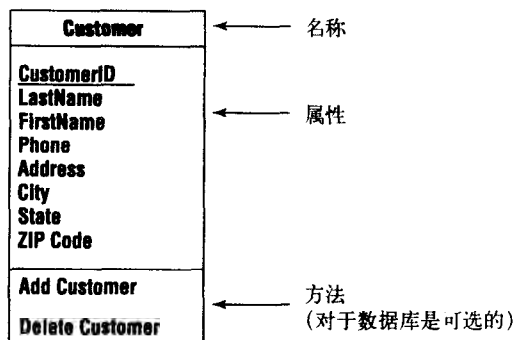 Customer
名称
CustomerID
LastName
FirstName
属性
Phone
Address
City
State
ZIP Code
Add Customer
方法
(对于数据库是可选的)
Delete Customer